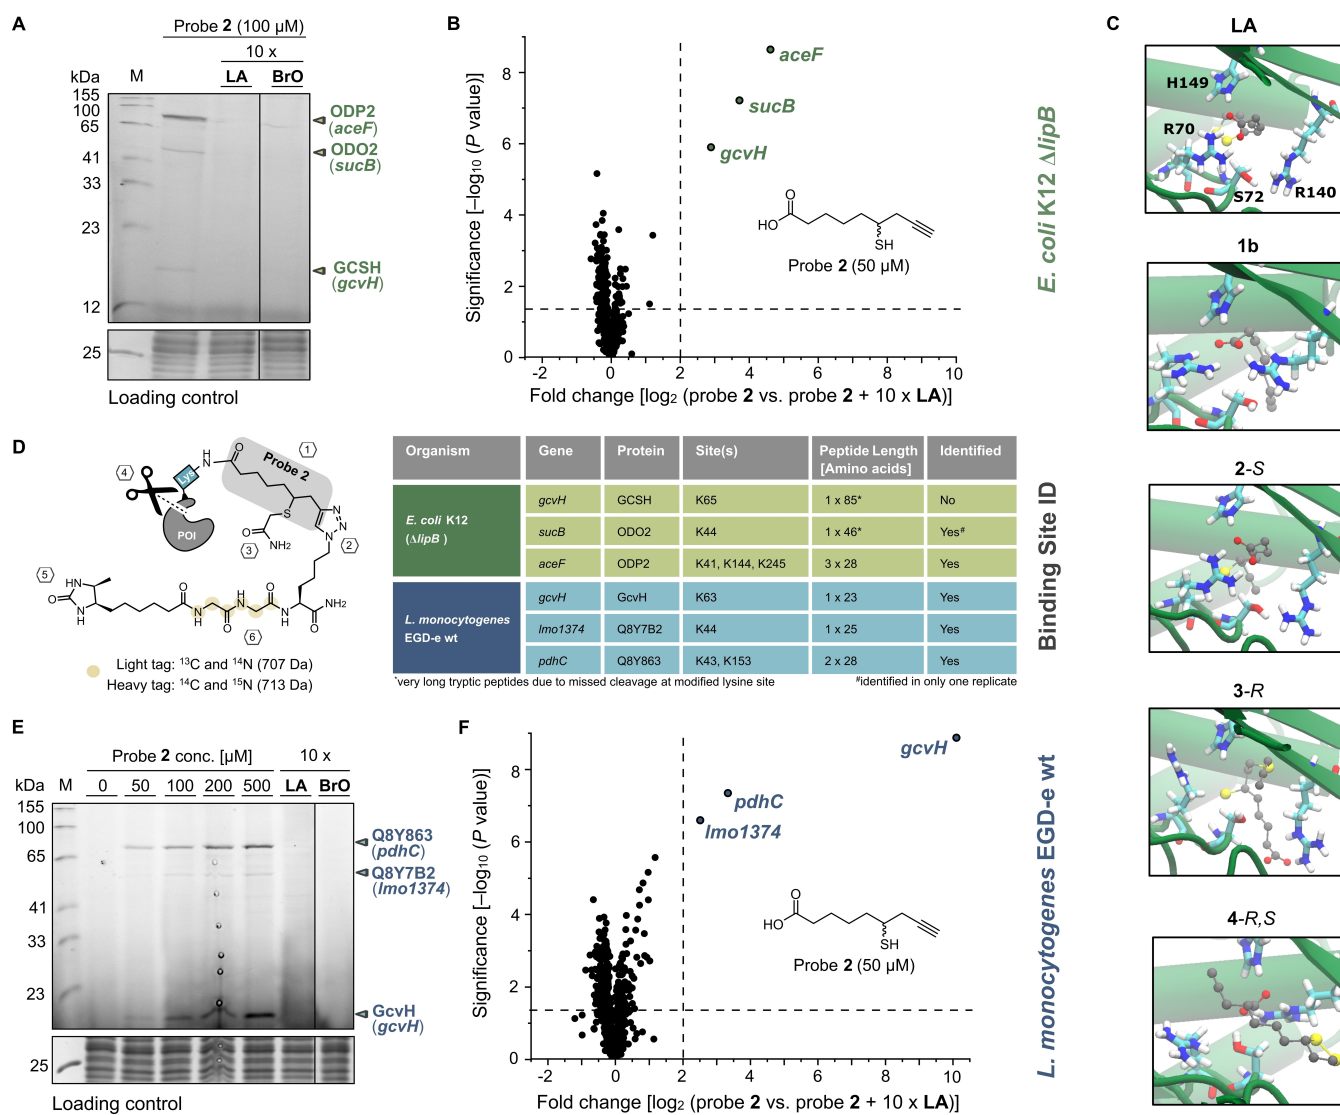 A
Probe 2 (100 µM)
10 x
kDa
M
LA
BrO
155
100
65
41
33
23
12
25
ODP2
(aceF)
ODO2
(sucB)
GCSH
(gcvH)
Loading control
B
Significance [–log₁₀ (P value)]
8
6
4
2
0
-2
0
2
4
6
8
10
aceF
sucB
gcvH
O
HO
SH
Probe 2 (50 µM)
Fold change [log₂ (probe 2 vs. probe 2 + 10 x LA)]
E. coli K12 ΔlipB
C
LA
H149
R70
S72
R140
1b
2-S
3-R
4-R,S
D
1
2
3
4
5
6
Lys
N
H
O
Probe 2
POI
S
O
NH₂
N
N
N
HN
O
N
H
O
N
H
O
H
N
O
N
H
O
NH₂
Light tag: ¹³C and ¹⁴N (707 Da)
Heavy tag: ¹⁴C and ¹⁵N (713 Da)
Organism Gene Protein Site(s) Peptide Length [Amino acids] Identified
E. coli K12
(ΔlipB )
gcvH GCSH K65 1 x 85* No
sucB ODO2 K44 1 x 46* Yes#
aceF ODP2 K41, K144, K245 3 x 28 Yes
L. monocytogenes
EGD-e wt
gcvH GcvH K63 1 x 23 Yes
lmo1374 Q8Y7B2 K44 1 x 25 Yes
pdhC Q8Y863 K43, K153 2 x 28 Yes
*very long tryptic peptides due to missed cleavage at modified lysine site
#identified in only one replicate
Binding Site ID
E
Probe 2 conc. [µM]
10 x
kDa
M
0
50
100
200
500
LA
BrO
155
100
65
41
33
23
25
Q8Y863
(pdhC)
Q8Y7B2
(lmo1374)
GcvH
(gcvH)
Loading control
F
Significance [–log₁₀ (P value)]
8
6
4
2
0
-2
0
2
4
6
8
10
gcvH
pdhC
lmo1374
O
HO
SH
Probe 2 (50 µM)
Fold change [log₂ (probe 2 vs. probe 2 + 10 x LA)]
L. monocytogenes EGD-e wt